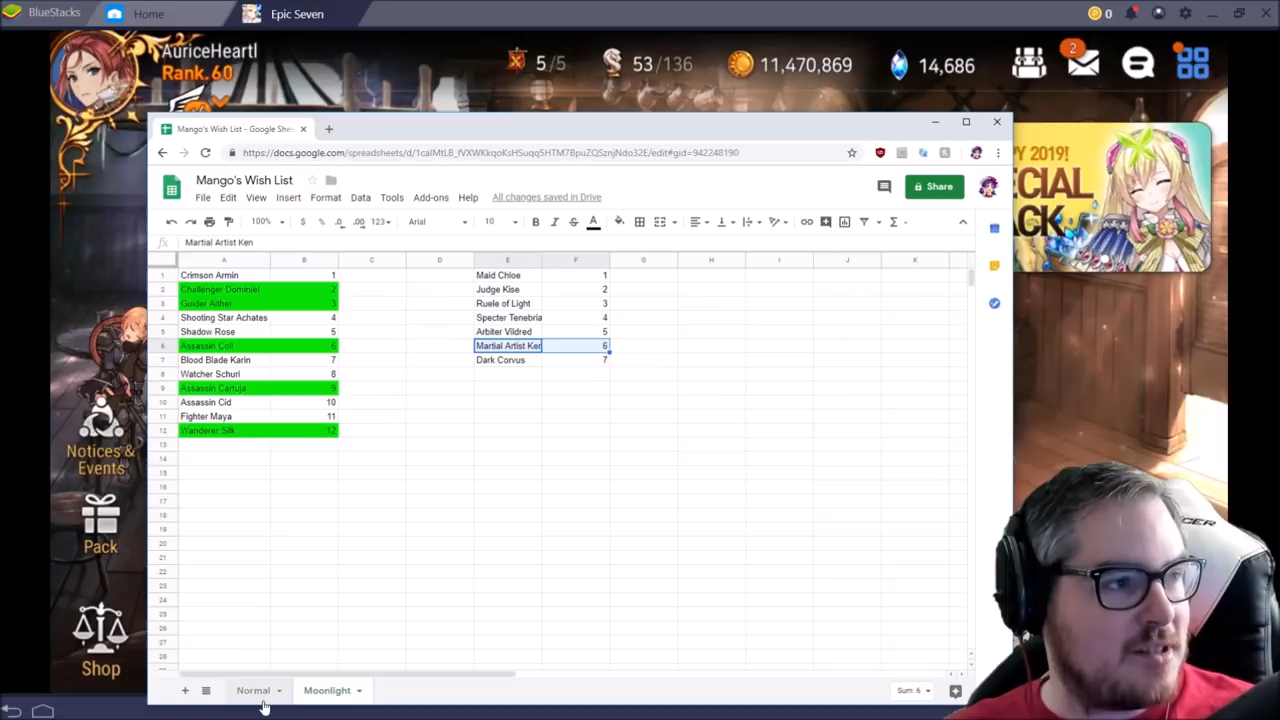 BlueStacks
Home
Epic Seven
0
AuriceHeartl
Rank.60
5/5
53/136
11,470,869
2
14,686
Mango's Wish List - Google She
https://docs.google.com/spreadsheets/d/
/edit#gid=942248190
Mango's Wish List
File Edit View Insert Format Data Tools Add-ons Help All changes saved in Drive
Share
100% $ % .0 .00 123 Arial 10 B I S A
fx Martial Artist Ken
A B C D E F G H I J K
1 Crimson Armin 1 Maid Chloe 1
2 Challenger Dominiel 2 Judge Kise 2
3 Guider Aither 3 Ruele of Light 3
4 Shooting Star Achates 4 Specter Tenebria 4
5 Shadow Rose 5 Arbiter Vildred 5
6 Assassin Coli 6 Martial Artist Ken 6
7 Blood Blade Karin 7 Dark Corvus 7
8 Watcher Schuri 8
9 Assassin Cartuja 9
10 Assassin Cid 10
11 Fighter Maya 11
12 Wanderer Silk 12
13
14
15
16
17
18
19
20
21
22
23
24
25
26
27
28
Normal
Moonlight
Sum: 6
Notices &
Events
Pack
Shop
PY 2019!
ECIAL
ACK
CER